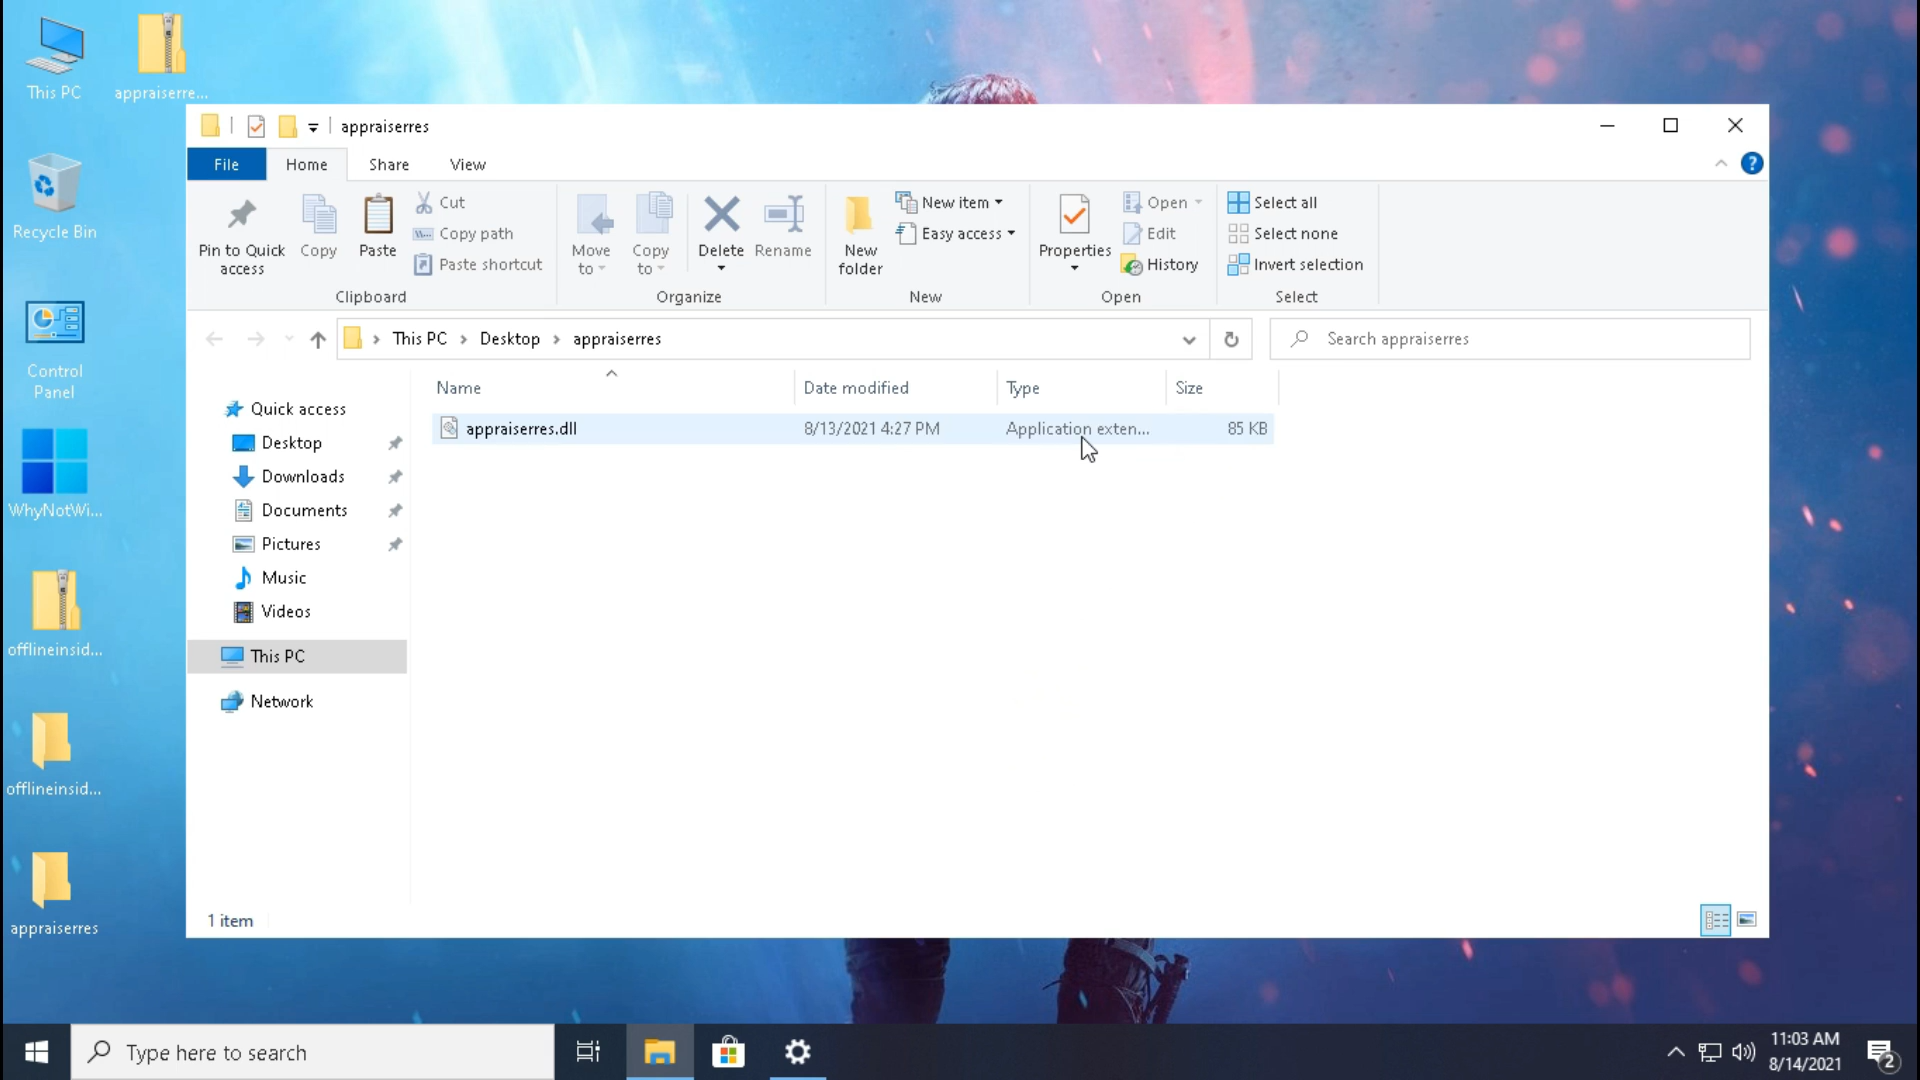 This PC
appraiserre...
Recycle Bin
Control
Panel
WhyNotWi...
offlineinsid...
offlineinsid...
appraiserres
appraiserres
File
Home
Share
View
?
Pin to Quick
access
Copy
Paste
Cut
Copy path
Paste shortcut
Clipboard
Move
to
Copy
to
Delete
Rename
Organize
New
folder
New item
Easy access
New
Properties
Open
Edit
History
Open
Select all
Select none
Invert selection
Select
This PC
Desktop
appraiserres
Search appraiserres
Name
Date modified
Type
Size
appraiserres.dll
8/13/2021 4:27 PM
Application exten...
85 KB
Quick access
Desktop
Downloads
Documents
Pictures
Music
Videos
This PC
Network
1 item
Type here to search
11:03 AM
8/14/2021
2